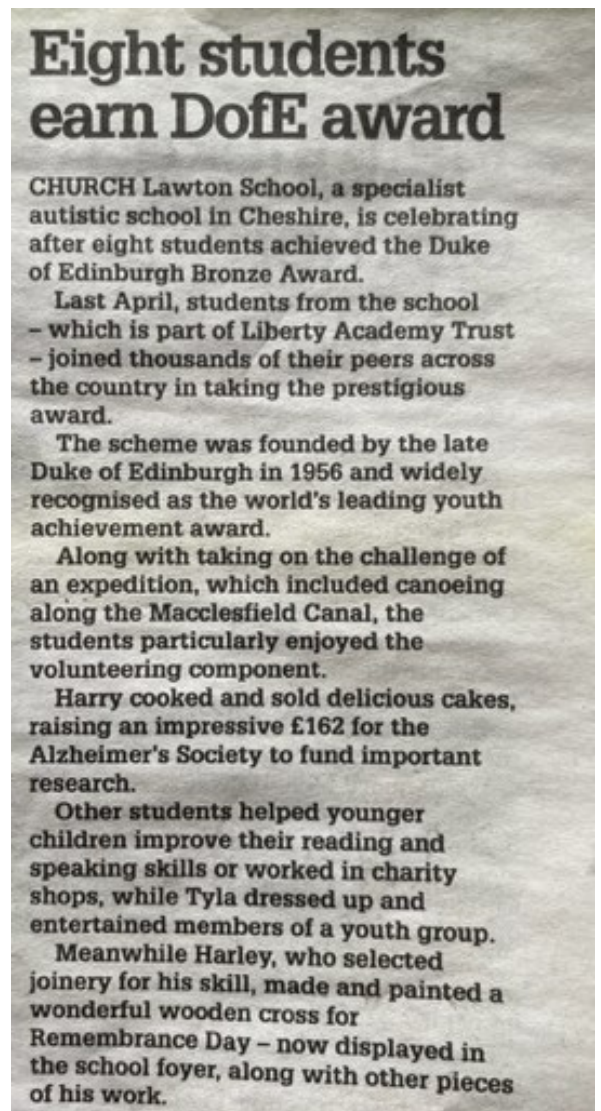 Eight students
earn DofE award
CHURCH Lawton School, a specialist
autistic school in Cheshire, is celebrating
after eight students achieved the Duke
of Edinburgh Bronze Award.
Last April, students from the school
– which is part of Liberty Academy Trust
– joined thousands of their peers across
the country in taking the prestigious
award.
The scheme was founded by the late
Duke of Edinburgh in 1956 and widely
recognised as the world's leading youth
achievement award.
Along with taking on the challenge of
an expedition, which included canoeing
along the Macclesfield Canal, the
students particularly enjoyed the
volunteering component.
Harry cooked and sold delicious cakes,
raising an impressive £162 for the
Alzheimer's Society to fund important
research.
Other students helped younger
children improve their reading and
speaking skills or worked in charity
shops, while Tyla dressed up and
entertained members of a youth group.
Meanwhile Harley, who selected
joinery for his skill, made and painted a
wonderful wooden cross for
Remembrance Day – now displayed in
the school foyer, along with other pieces
of his work.